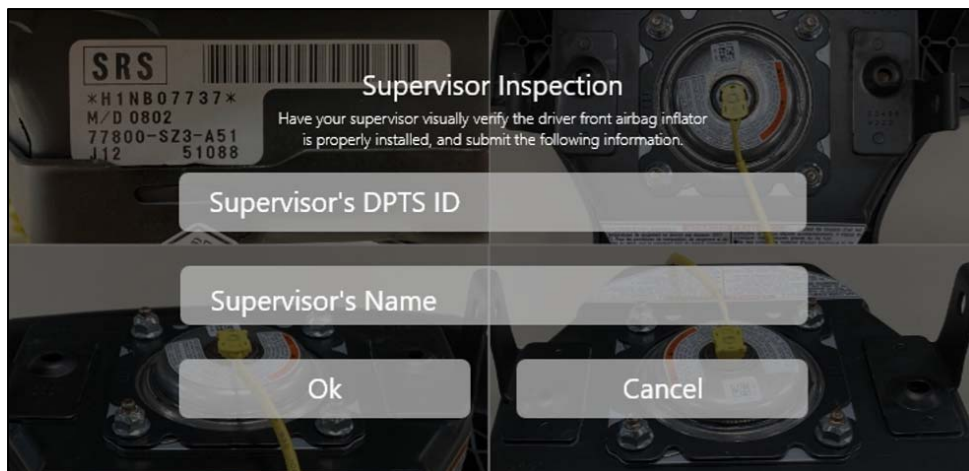 SRS
*H1NB07737*
M/D 0802
77800-SZ3-A51
J12 51088
Supervisor Inspection
Have your supervisor visually verify the driver front airbag inflator
is properly installed, and submit the following information.
Supervisor's DPTS ID
Supervisor's Name
Ok
Cancel